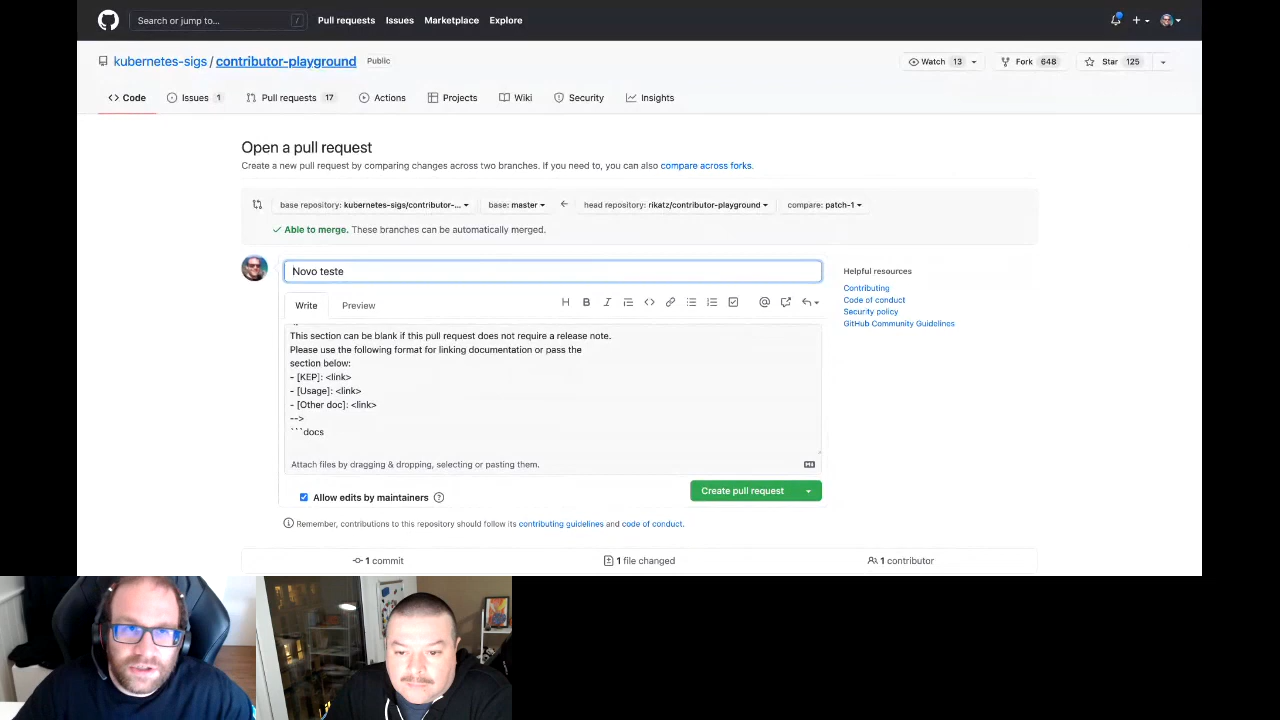 Search or jump to...
/
Pull requests
Issues
Marketplace
Explore
kubernetes-sigs / contributor-playground
Public
Watch 13
Fork 648
Star 125
Code
Issues 1
Pull requests 17
Actions
Projects
Wiki
Security
Insights
Open a pull request
Create a new pull request by comparing changes across two branches. If you need to, you can also compare across forks.
base repository: kubernetes-sigs/contributor-...
base: master
head repository: rikatz/contributor-playground
compare: patch-1
Able to merge. These branches can be automatically merged.
Novo teste
Write
Preview
This section can be blank if this pull request does not require a release note.
Please use the following format for linking documentation or pass the
section below:
- [KEP]: <link>
- [Usage]: <link>
- [Other doc]: <link>
-->
```docs
Attach files by dragging & dropping, selecting or pasting them.
Allow edits by maintainers
Create pull request
Remember, contributions to this repository should follow its contributing guidelines and code of conduct.
Helpful resources
Contributing
Code of conduct
Security policy
GitHub Community Guidelines
1 commit
1 file changed
1 contributor